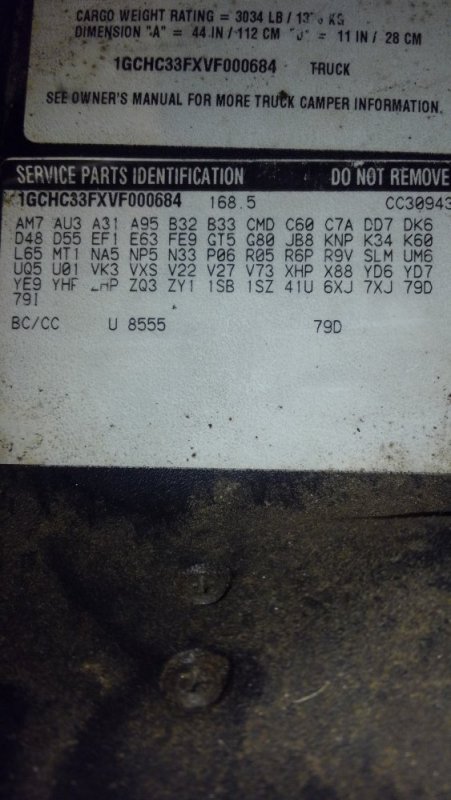 CARGO WEIGHT RATING = 3034 LB / KG
DIMENSION "A" = 44 IN / 112 CM = 11 IN / 28 CM
1GCHC33FXVF000684 TRUCK
SEE OWNER'S MANUAL FOR MORE TRUCK CAMPER INFORMATION.
SERVICE PARTS IDENTIFICATION DO NOT REMOVE
1GCHC33FXVF000684 168.5 CC30943
AM7 AU3 A31 A95 B32 B33 CMD C60 C7A DD7 DK6
D48 D55 EF1 E63 FE9 GT5 G80 JB8 KNP K34 K60
L65 MT1 NA5 NP5 N33 P06 R05 R6P R9V SLM UM6
UQ5 U01 VK3 VXS V22 V27 V73 XHP X88 YD6 YD7
YE9 YHF ZQ3 ZY1 1SB 1SZ 41U 6XJ 7XJ 79D
79I
BC/CC U 8555 79D